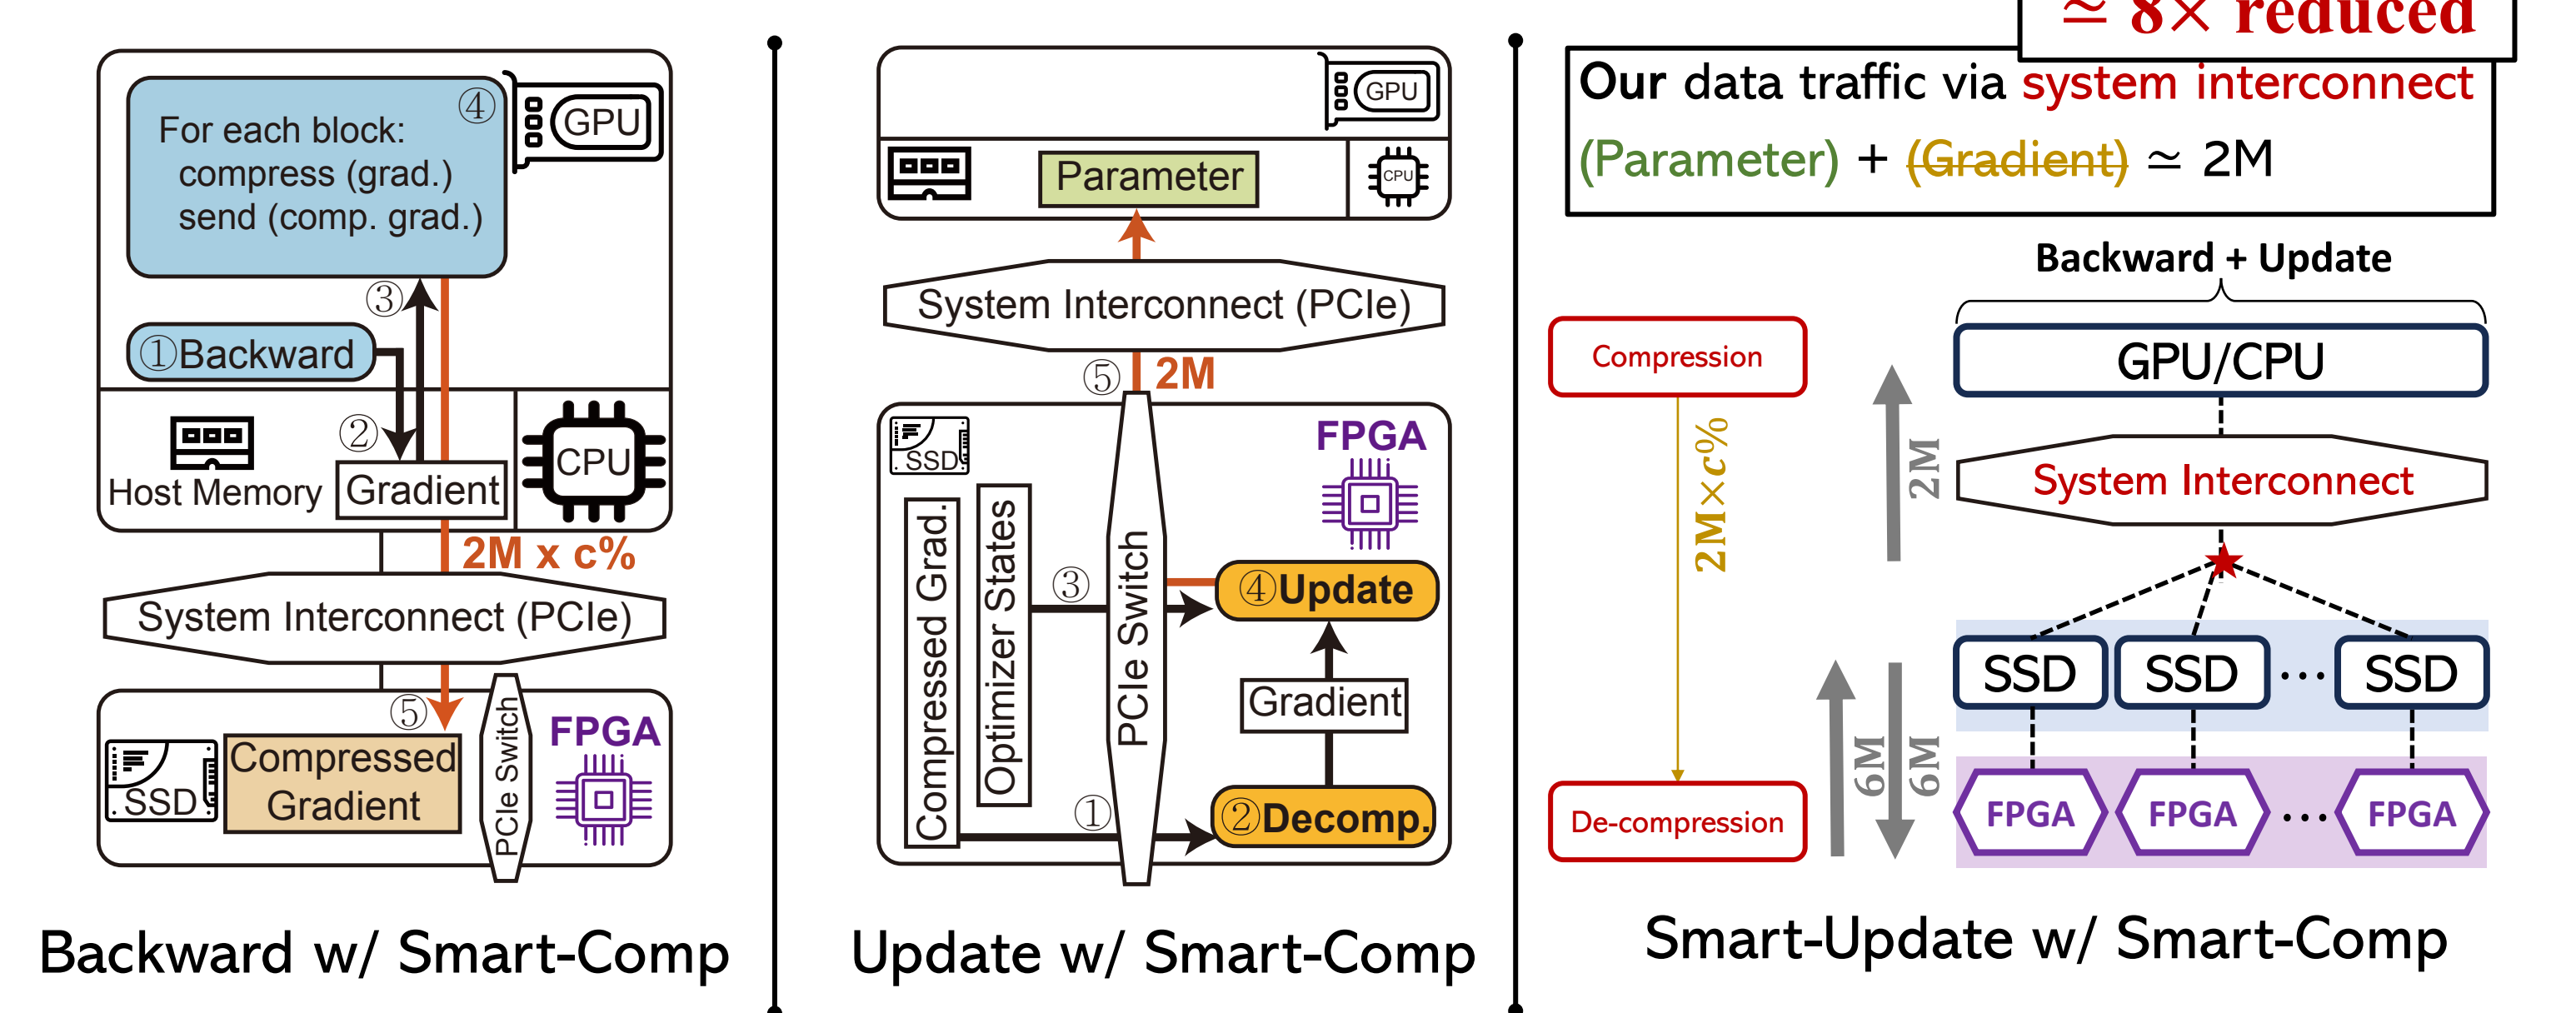 ④
For each block:
compress (grad.)
send (comp. grad.)
GPU
③
①Backward
②
Host Memory
Gradient
CPU
2M x c%
System Interconnect (PCIe)
⑤
SSD
Compressed
Gradient
PCIe Switch
FPGA
Backward w/ Smart-Comp
GPU
Parameter
CPU
System Interconnect (PCIe)
⑤
2M
SSD
Compressed Grad.
Optimizer States
③
①
PCIe Switch
FPGA
④Update
Gradient
②Decomp.
Update w/ Smart-Comp
≃ 8× reduced
Our data traffic via system interconnect
(Parameter) + (Gradient) ≃ 2M
Backward + Update
Compression
2M×c%
De-compression
2M
6M
6M
GPU/CPU
System Interconnect
SSD SSD ··· SSD
FPGA FPGA ··· FPGA
Smart-Update w/ Smart-Comp